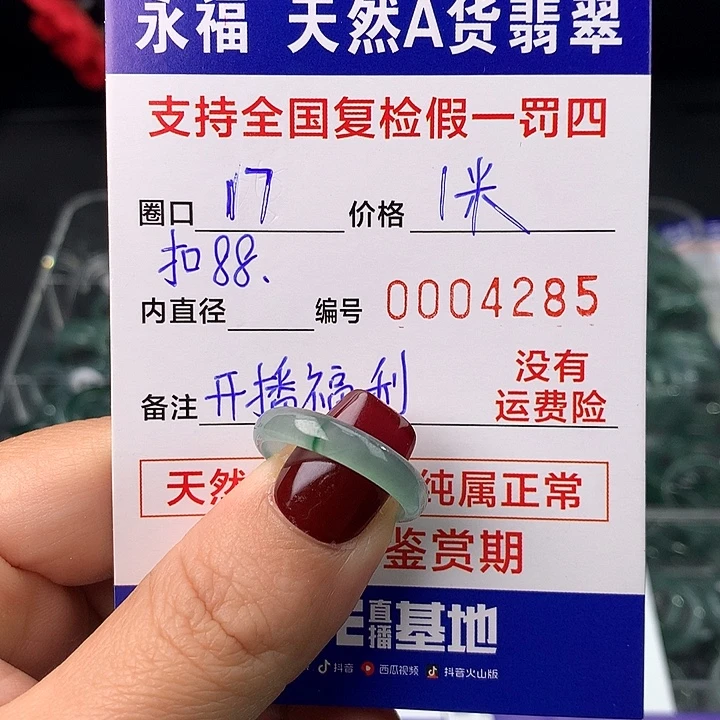 永福 天然A货翡翠
支持全国复检假一罚四
圈口 17 价格 1米
扣88.
内直径 编号 0004285
备注 开播福利 没有
运费险
天然 纯属正常
鉴赏期
直播基地
抖音 西瓜视频 抖音火山版